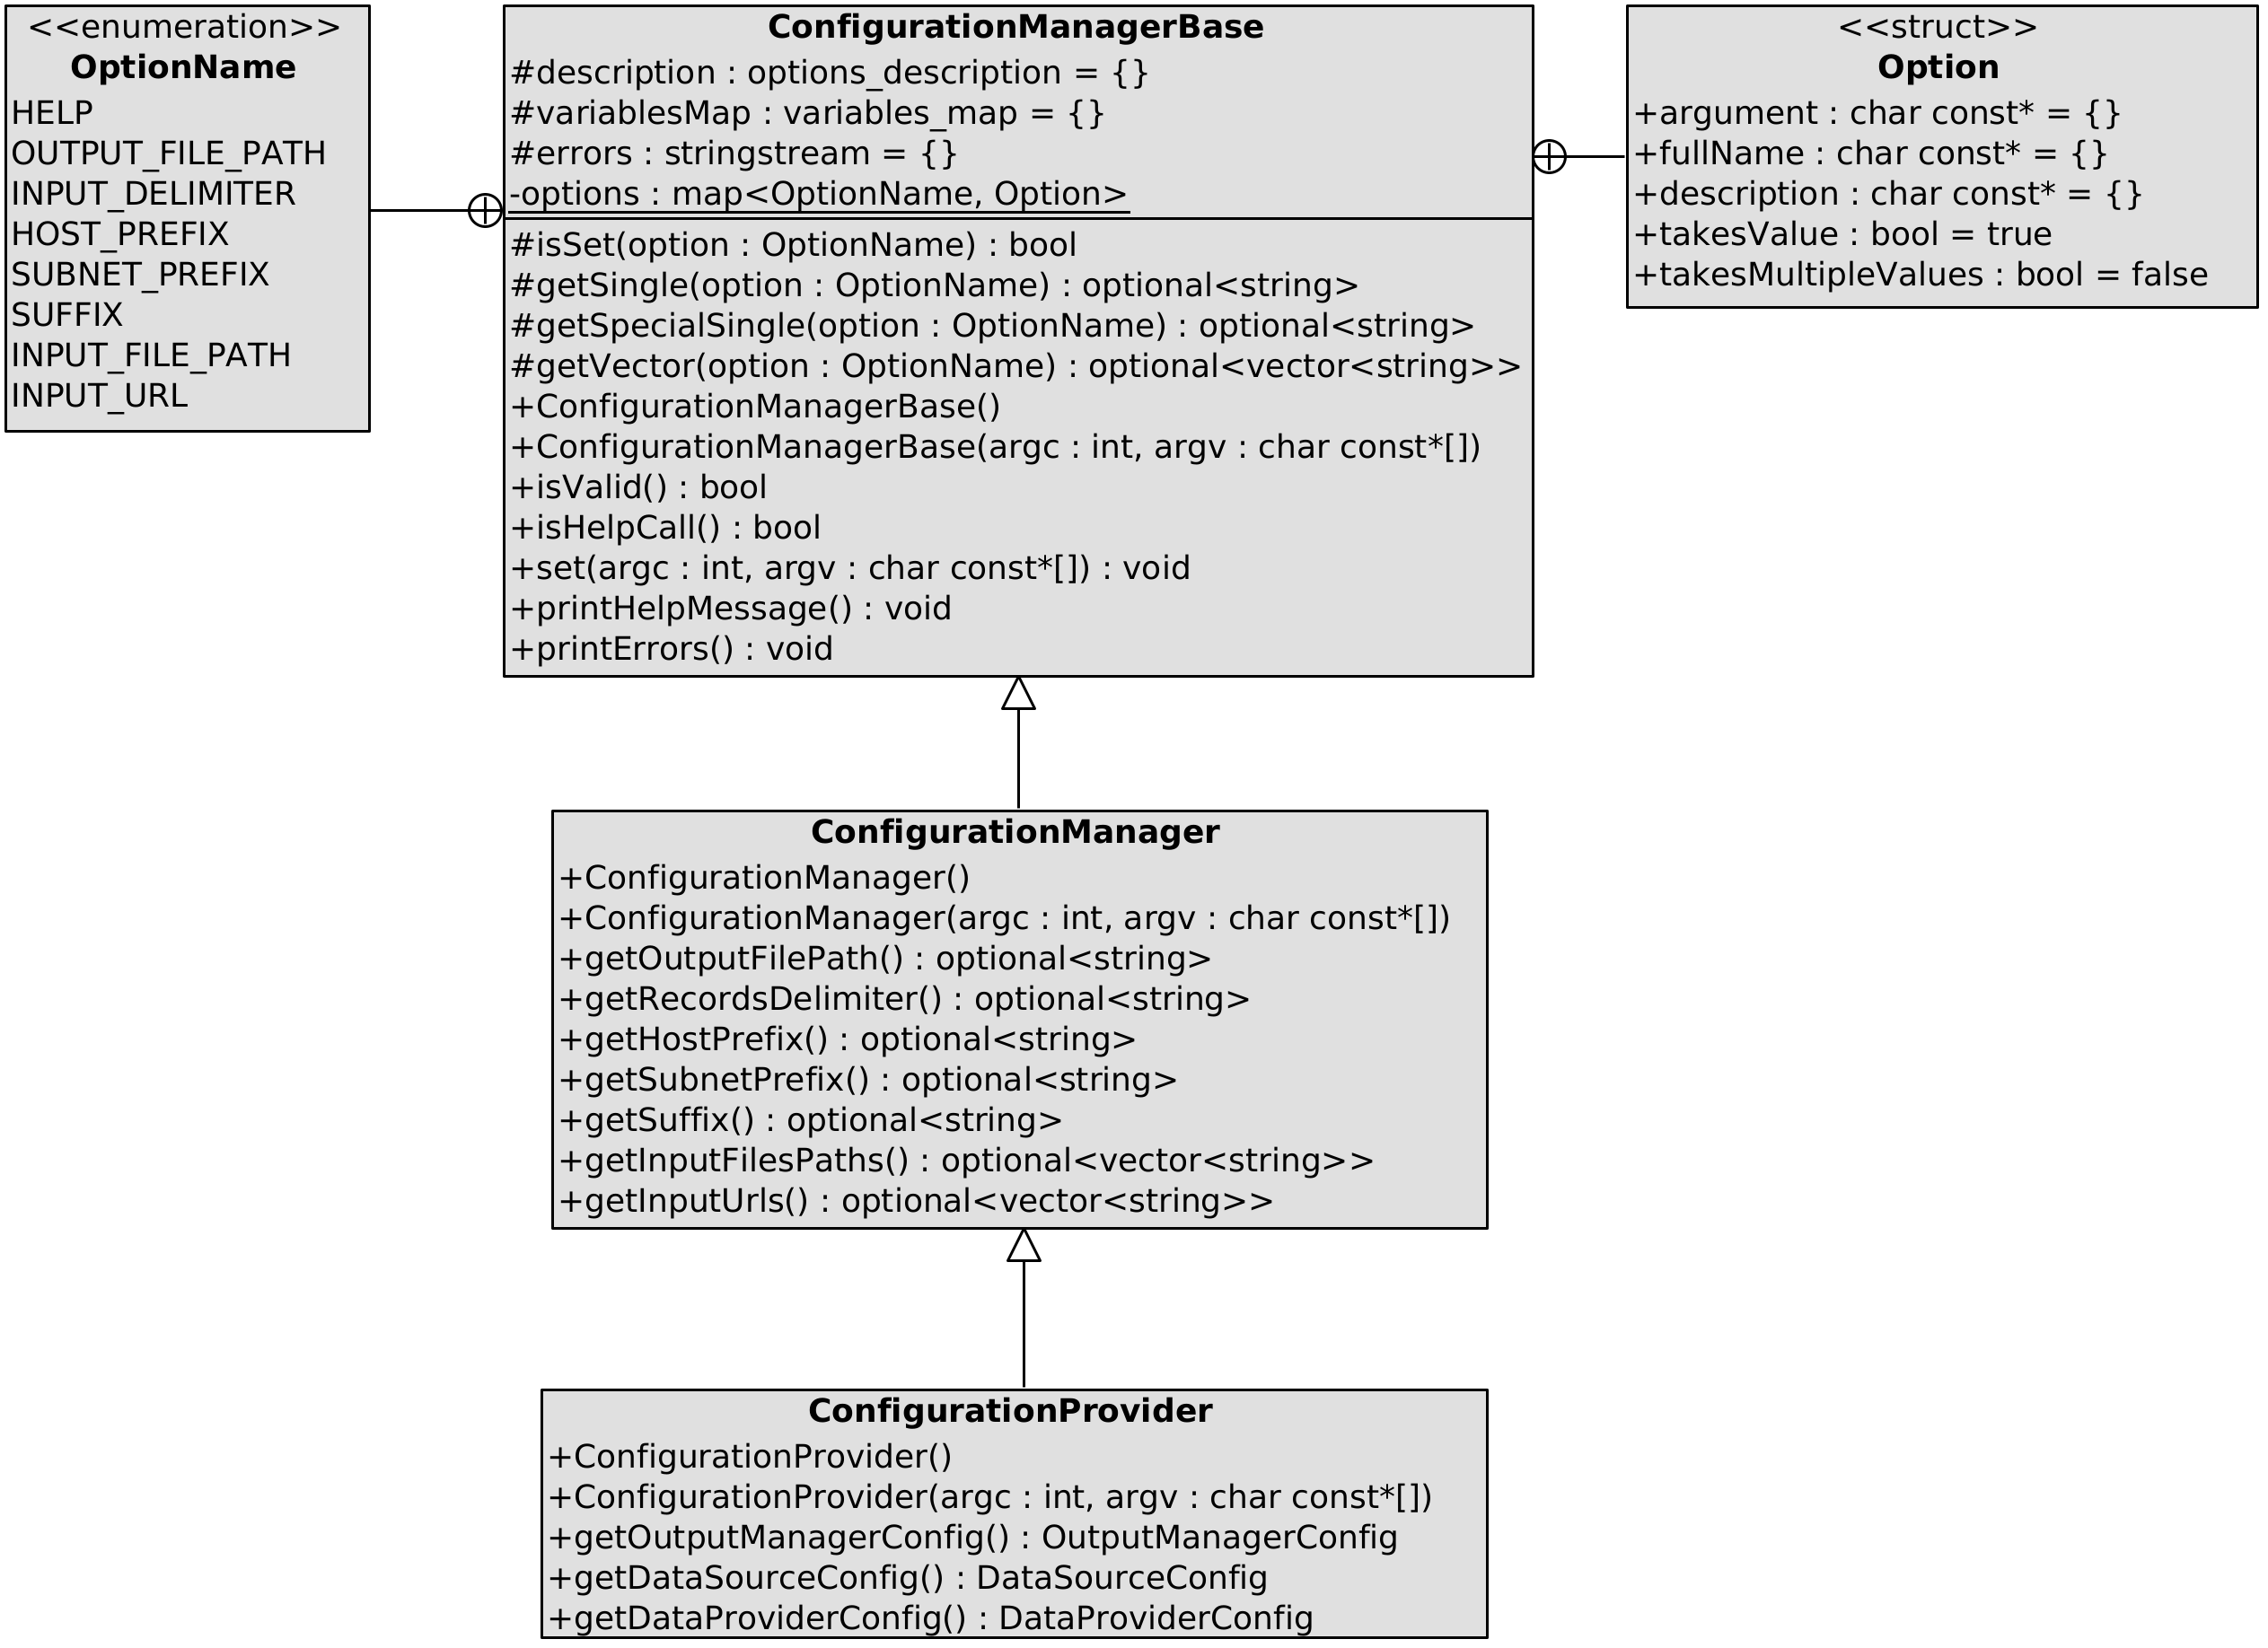 <<enumeration>>
OptionName
HELP
OUTPUT_FILE_PATH
INPUT_DELIMITER
HOST_PREFIX
SUBNET_PREFIX
SUFFIX
INPUT_FILE_PATH
INPUT_URL
ConfigurationManagerBase
#description : options_description = {}
#variablesMap : variables_map = {}
#errors : stringstream = {}
-options : map<OptionName, Option>
#isSet(option : OptionName) : bool
#getSingle(option : OptionName) : optional<string>
#getSpecialSingle(option : OptionName) : optional<string>
#getVector(option : OptionName) : optional<vector<string>>
+ConfigurationManagerBase()
+ConfigurationManagerBase(argc : int, argv : char const*[])
+isValid() : bool
+isHelpCall() : bool
+set(argc : int, argv : char const*[]) : void
+printHelpMessage() : void
+printErrors() : void
<<struct>>
Option
+argument : char const* = {}
+fullName : char const* = {}
+description : char const* = {}
+takesValue : bool = true
+takesMultipleValues : bool = false
ConfigurationManager
+ConfigurationManager()
+ConfigurationManager(argc : int, argv : char const*[])
+getOutputFilePath() : optional<string>
+getRecordsDelimiter() : optional<string>
+getHostPrefix() : optional<string>
+getSubnetPrefix() : optional<string>
+getSuffix() : optional<string>
+getInputFilesPaths() : optional<vector<string>>
+getInputUrls() : optional<vector<string>>
ConfigurationProvider
+ConfigurationProvider()
+ConfigurationProvider(argc : int, argv : char const*[])
+getOutputManagerConfig() : OutputManagerConfig
+getDataSourceConfig() : DataSourceConfig
+getDataProviderConfig() : DataProviderConfig